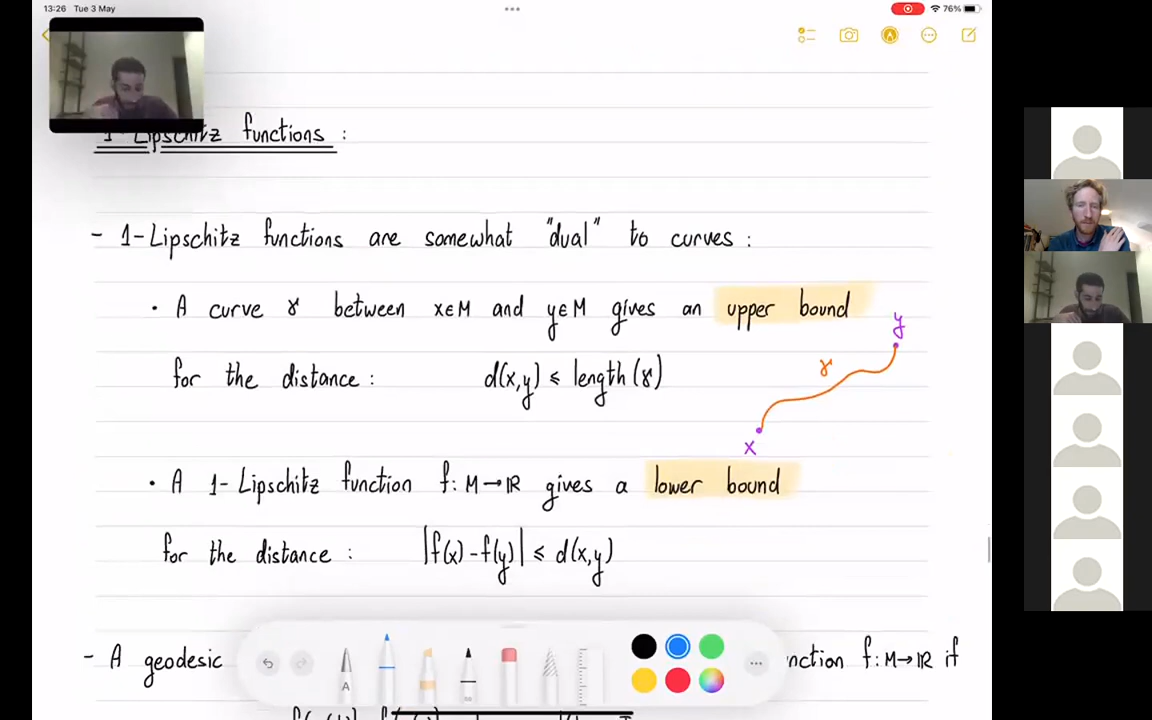 13:26 Tue 3 May
76%
1-Lipschitz functions :
- 1-Lipschitz functions are somewhat "dual" to curves :
• A curve γ between x∈M and y∈M gives an upper bound
for the distance : d(x,y) ≤ length(γ)
y
γ
x
• A 1-Lipschitz function f: M→ℝ gives a lower bound
for the distance : |f(x)-f(y)| ≤ d(x,y)
- A geodesic nction f: M→ℝ if
A